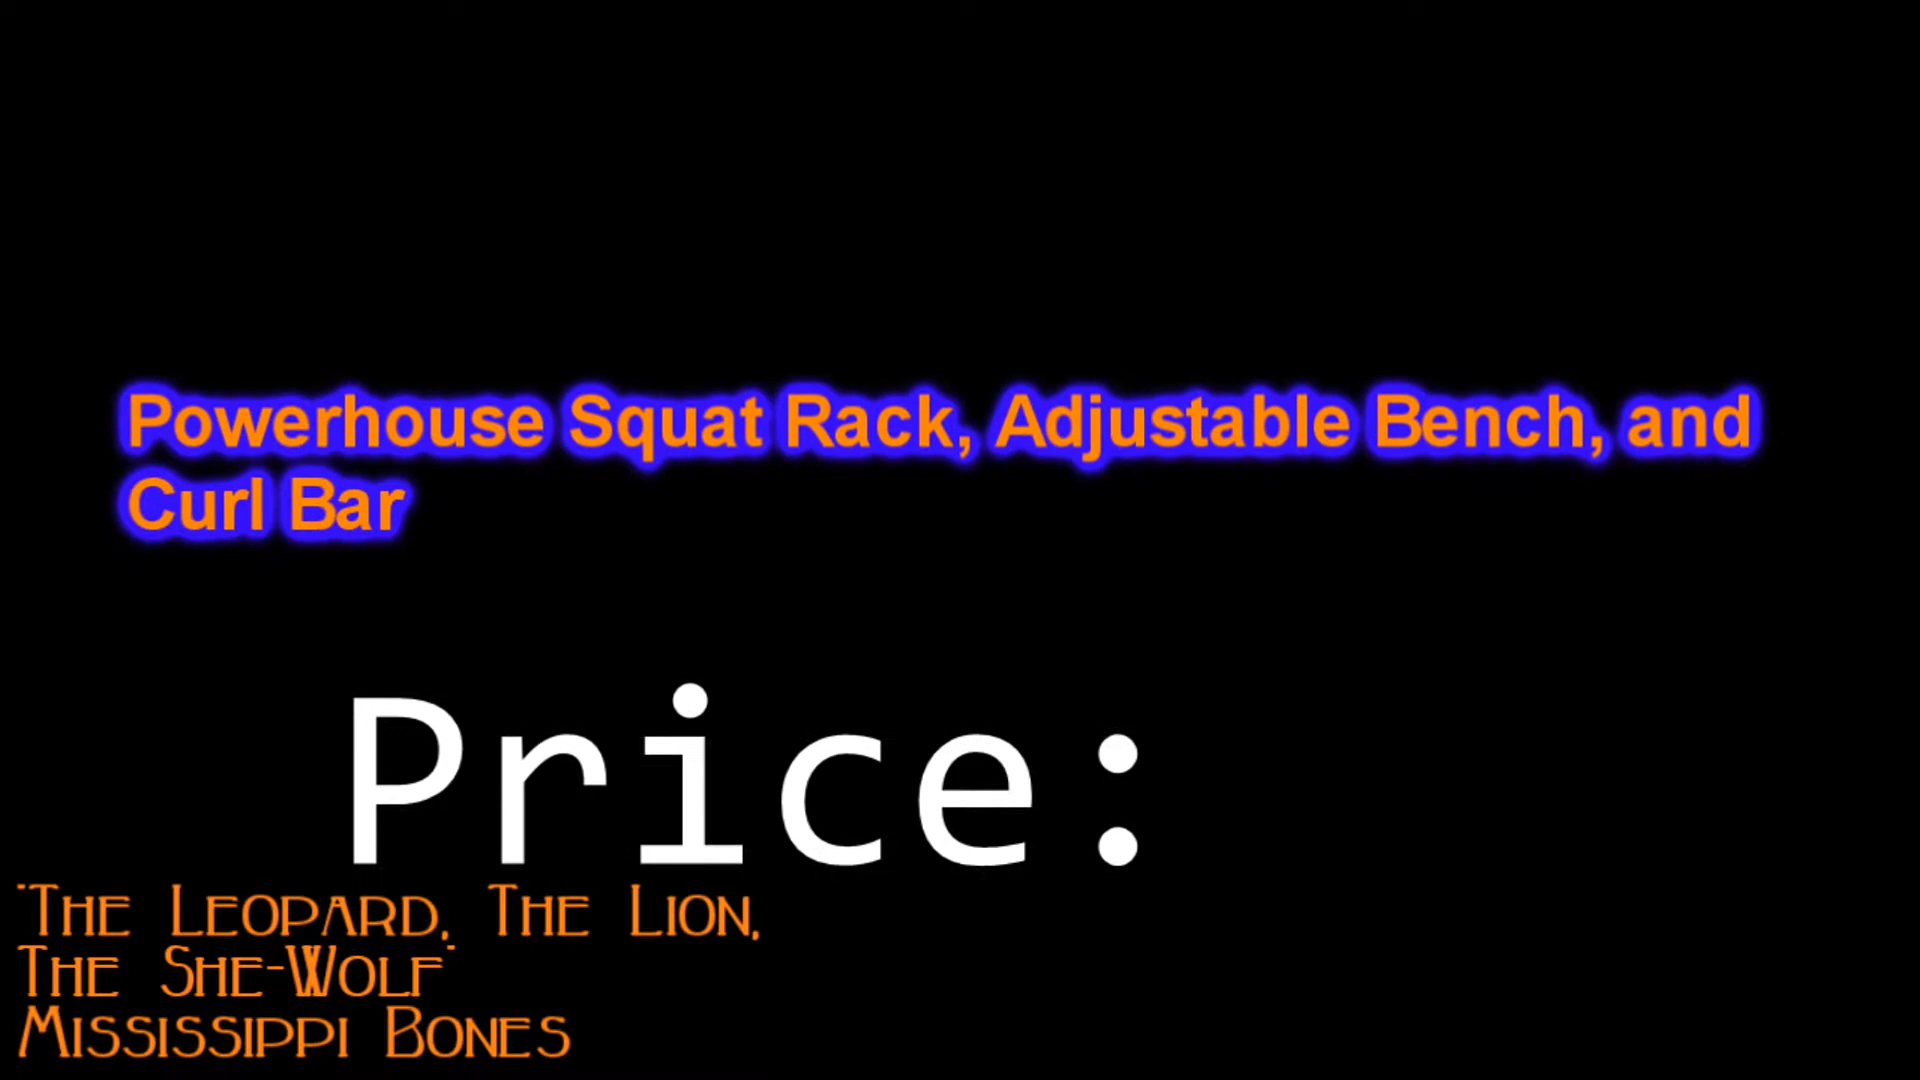 Powerhouse Squat Rack, Adjustable Bench, and
Curl Bar
Price:
"The Leopard, The Lion,
The She-Wolf"
Mississippi Bones